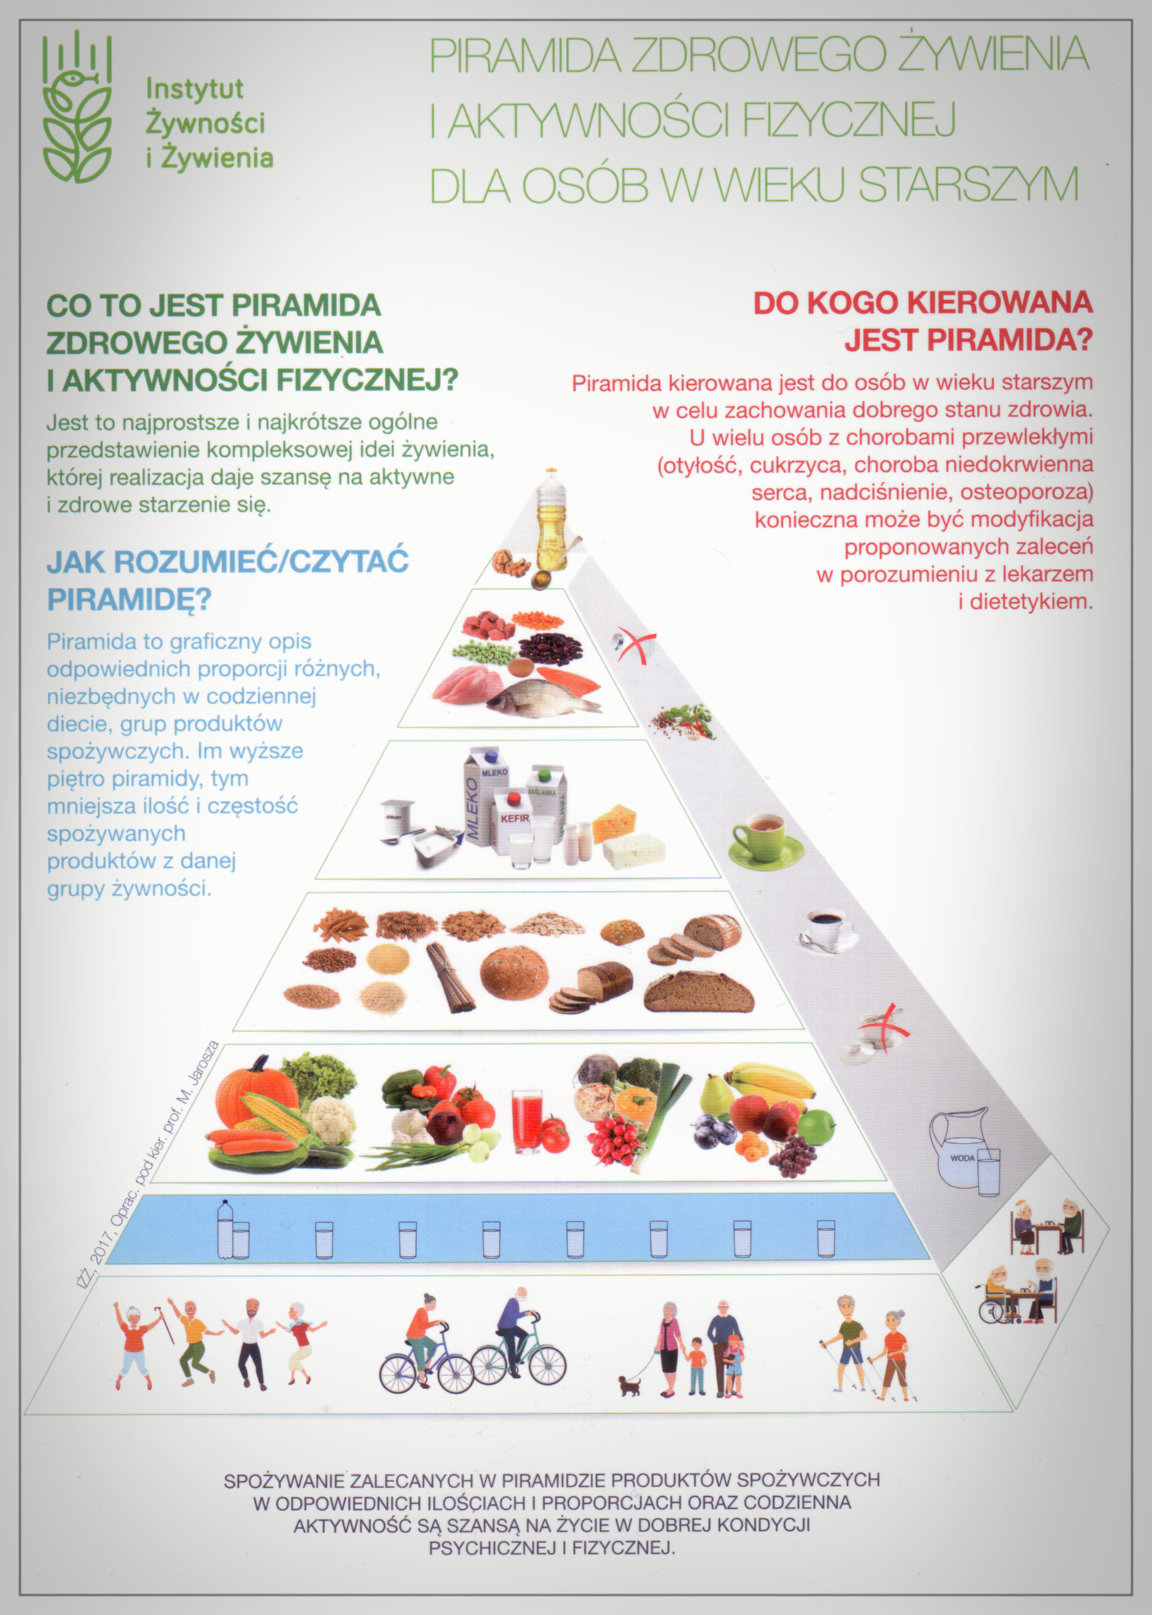 Instytut
Żywności
i Żywienia
PIRAMIDA ZDROWEGO ŻYWIENIA
I AKTYWNOŚCI FIZYCZNEJ
DLA OSÓB W WIEKU STARSZYM
CO TO JEST PIRAMIDA
ZDROWEGO ŻYWIENIA
I AKTYWNOŚCI FIZYCZNEJ?
Jest to najprostsze i najkrótsze ogólne
przedstawienie kompleksowej idei żywienia,
której realizacja daje szansę na aktywne
i zdrowe starzenie się.
DO KOGO KIEROWANA
JEST PIRAMIDA?
Piramida kierowana jest do osób w wieku starszym
w celu zachowania dobrego stanu zdrowia.
U wielu osób z chorobami przewlekłymi
(otyłość, cukrzyca, choroba niedokrwienna
serca, nadciśnienie, osteoporoza)
konieczna może być modyfikacja
proponowanych zaleceń
w porozumieniu z lekarzem
i dietetykiem.
JAK ROZUMIEĆ/CZYTAĆ
PIRAMIDĘ?
Piramida to graficzny opis
odpowiednich proporcji różnych,
niezbędnych w codziennej
diecie, grup produktów
spożywczych. Im wyższe
piętro piramidy, tym
mniejsza ilość i częstość
spożywanych
produktów z danej
grupy żywności.
MLEKO
MLEKO
KEFIR
MAŚLANKA
JOGURT
WODA
IŻŻ, 2017, Oprac. pod kier. prof. M. Jarosza
SPOŻYWANIE ZALECANYCH W PIRAMIDZIE PRODUKTÓW SPOŻYWCZYCH
W ODPOWIEDNICH ILOŚCIACH I PROPORCJACH ORAZ CODZIENNA
AKTYWNOŚĆ SĄ SZANSĄ NA ŻYCIE W DOBREJ KONDYCJI
PSYCHICZNEJ I FIZYCZNEJ.